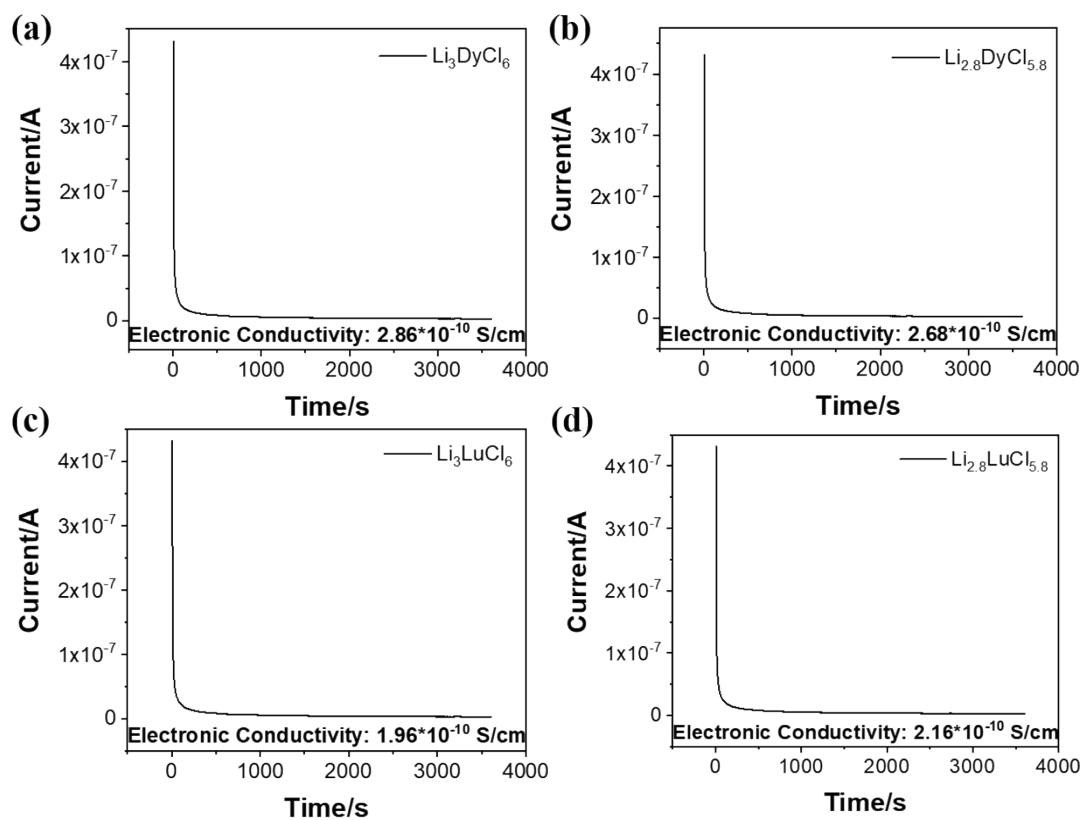 (a)
Li₃DyCl₆
4x10⁻⁷
3x10⁻⁷
2x10⁻⁷
1x10⁻⁷
0
Current/A
Electronic Conductivity: 2.86*10⁻¹⁰ S/cm
0 1000 2000 3000 4000
Time/s
(b)
Li₂.₈DyCl₅.₈
4x10⁻⁷
3x10⁻⁷
2x10⁻⁷
1x10⁻⁷
0
Current/A
Electronic Conductivity: 2.68*10⁻¹⁰ S/cm
-500 0 500 1000 1500 2000 2500 3000 3500 4000
Time/s
(c)
Li₃LuCl₆
4x10⁻⁷
3x10⁻⁷
2x10⁻⁷
1x10⁻⁷
0
Current/A
Electronic Conductivity: 1.96*10⁻¹⁰ S/cm
0 1000 2000 3000 4000
Time/s
(d)
Li₂.₈LuCl₅.₈
4x10⁻⁷
3x10⁻⁷
2x10⁻⁷
1x10⁻⁷
0
Current/A
Electronic Conductivity: 2.16*10⁻¹⁰ S/cm
0 1000 2000 3000 4000
Time/s